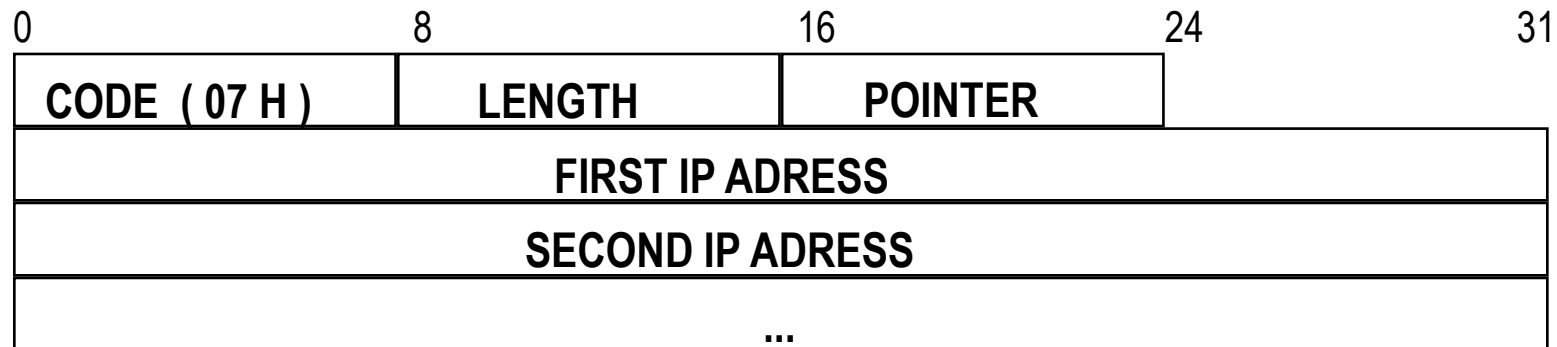 0 8 16 24 31
CODE ( 07 H ) LENGTH POINTER
FIRST IP ADRESS
SECOND IP ADRESS
...